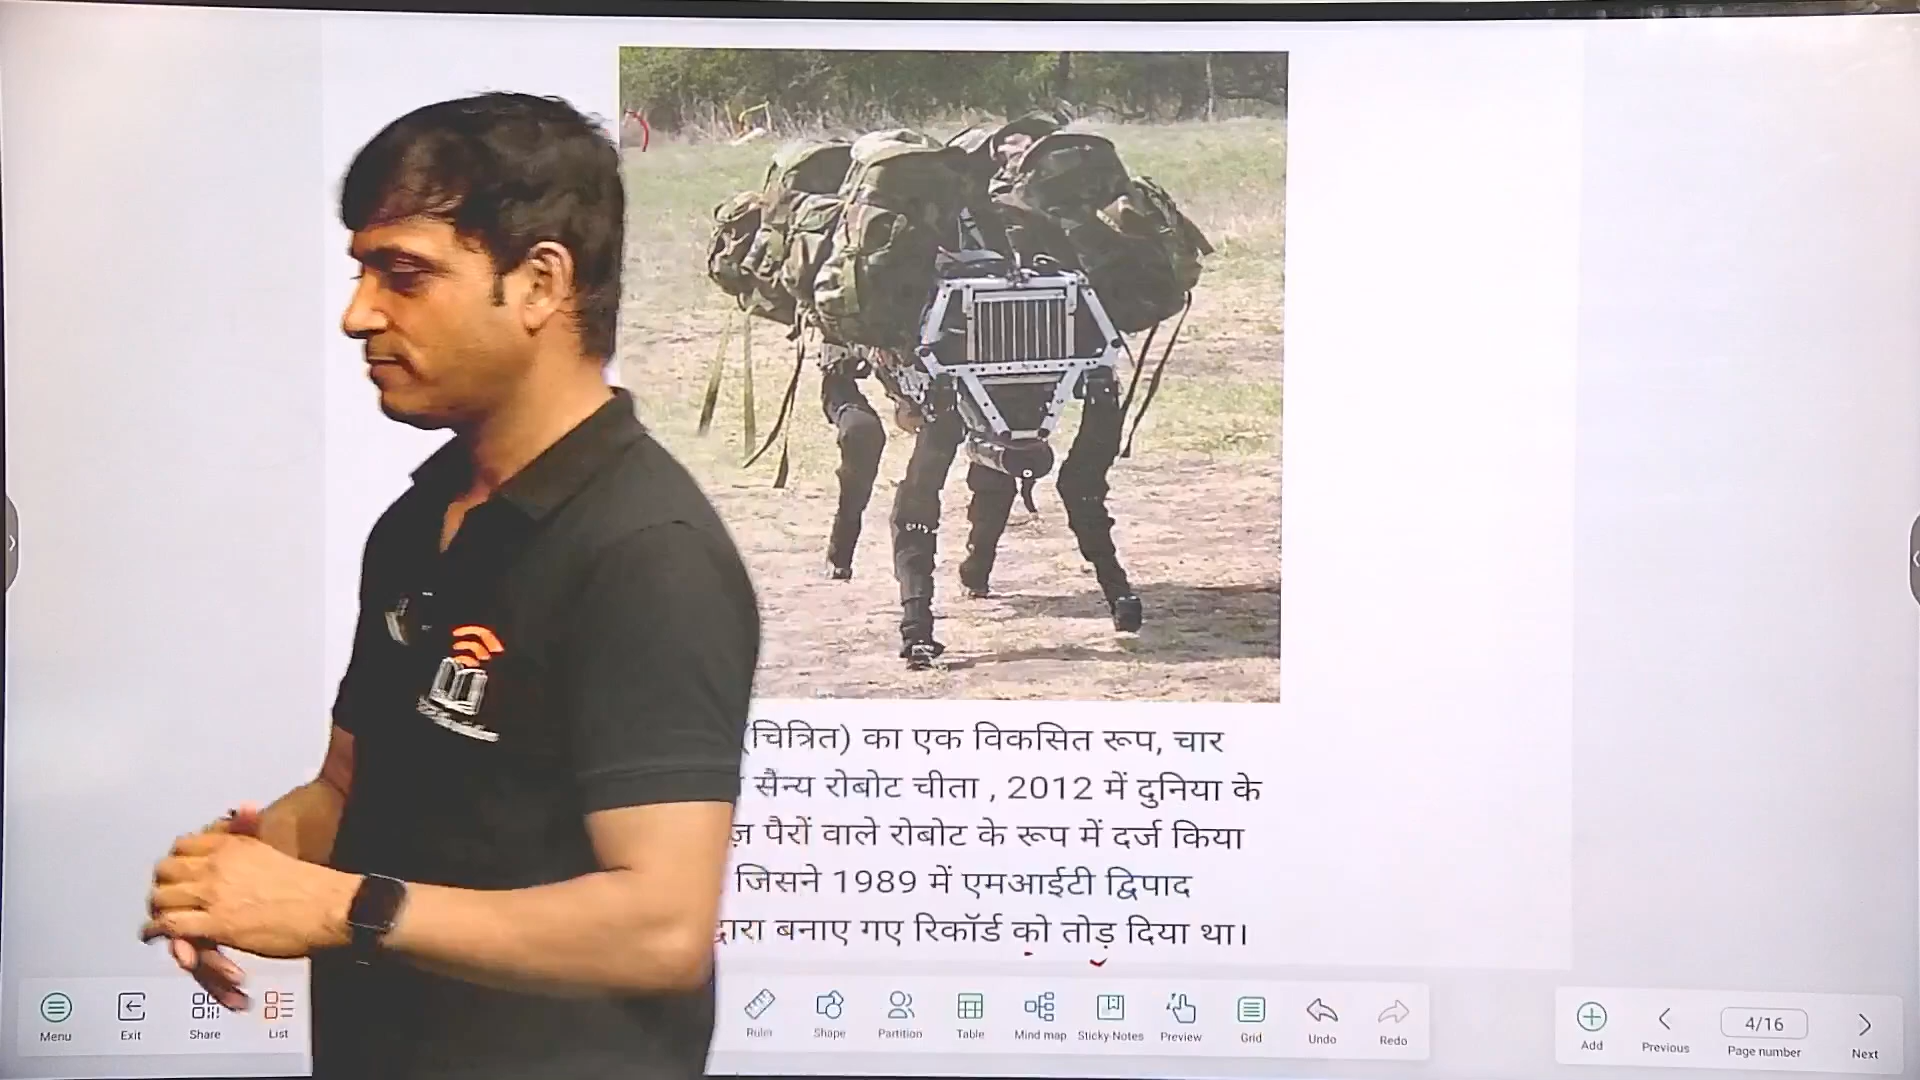 (चित्रित) का एक विकसित रूप, चार
सैन्य रोबोट चीता , 2012 में दुनिया के
पैरों वाले रोबोट के रूप में दर्ज किया
जिसने 1989 में एमआईटी द्विपाद
बनाए गए रिकॉर्ड को तोड़ दिया था।
Menu
Exit
Share
List
Ruler
Shape
Partition
Table
Mind map
Sticky Notes
Preview
Grid
Undo
Redo
Add
Previous
4/16
Page number
Next